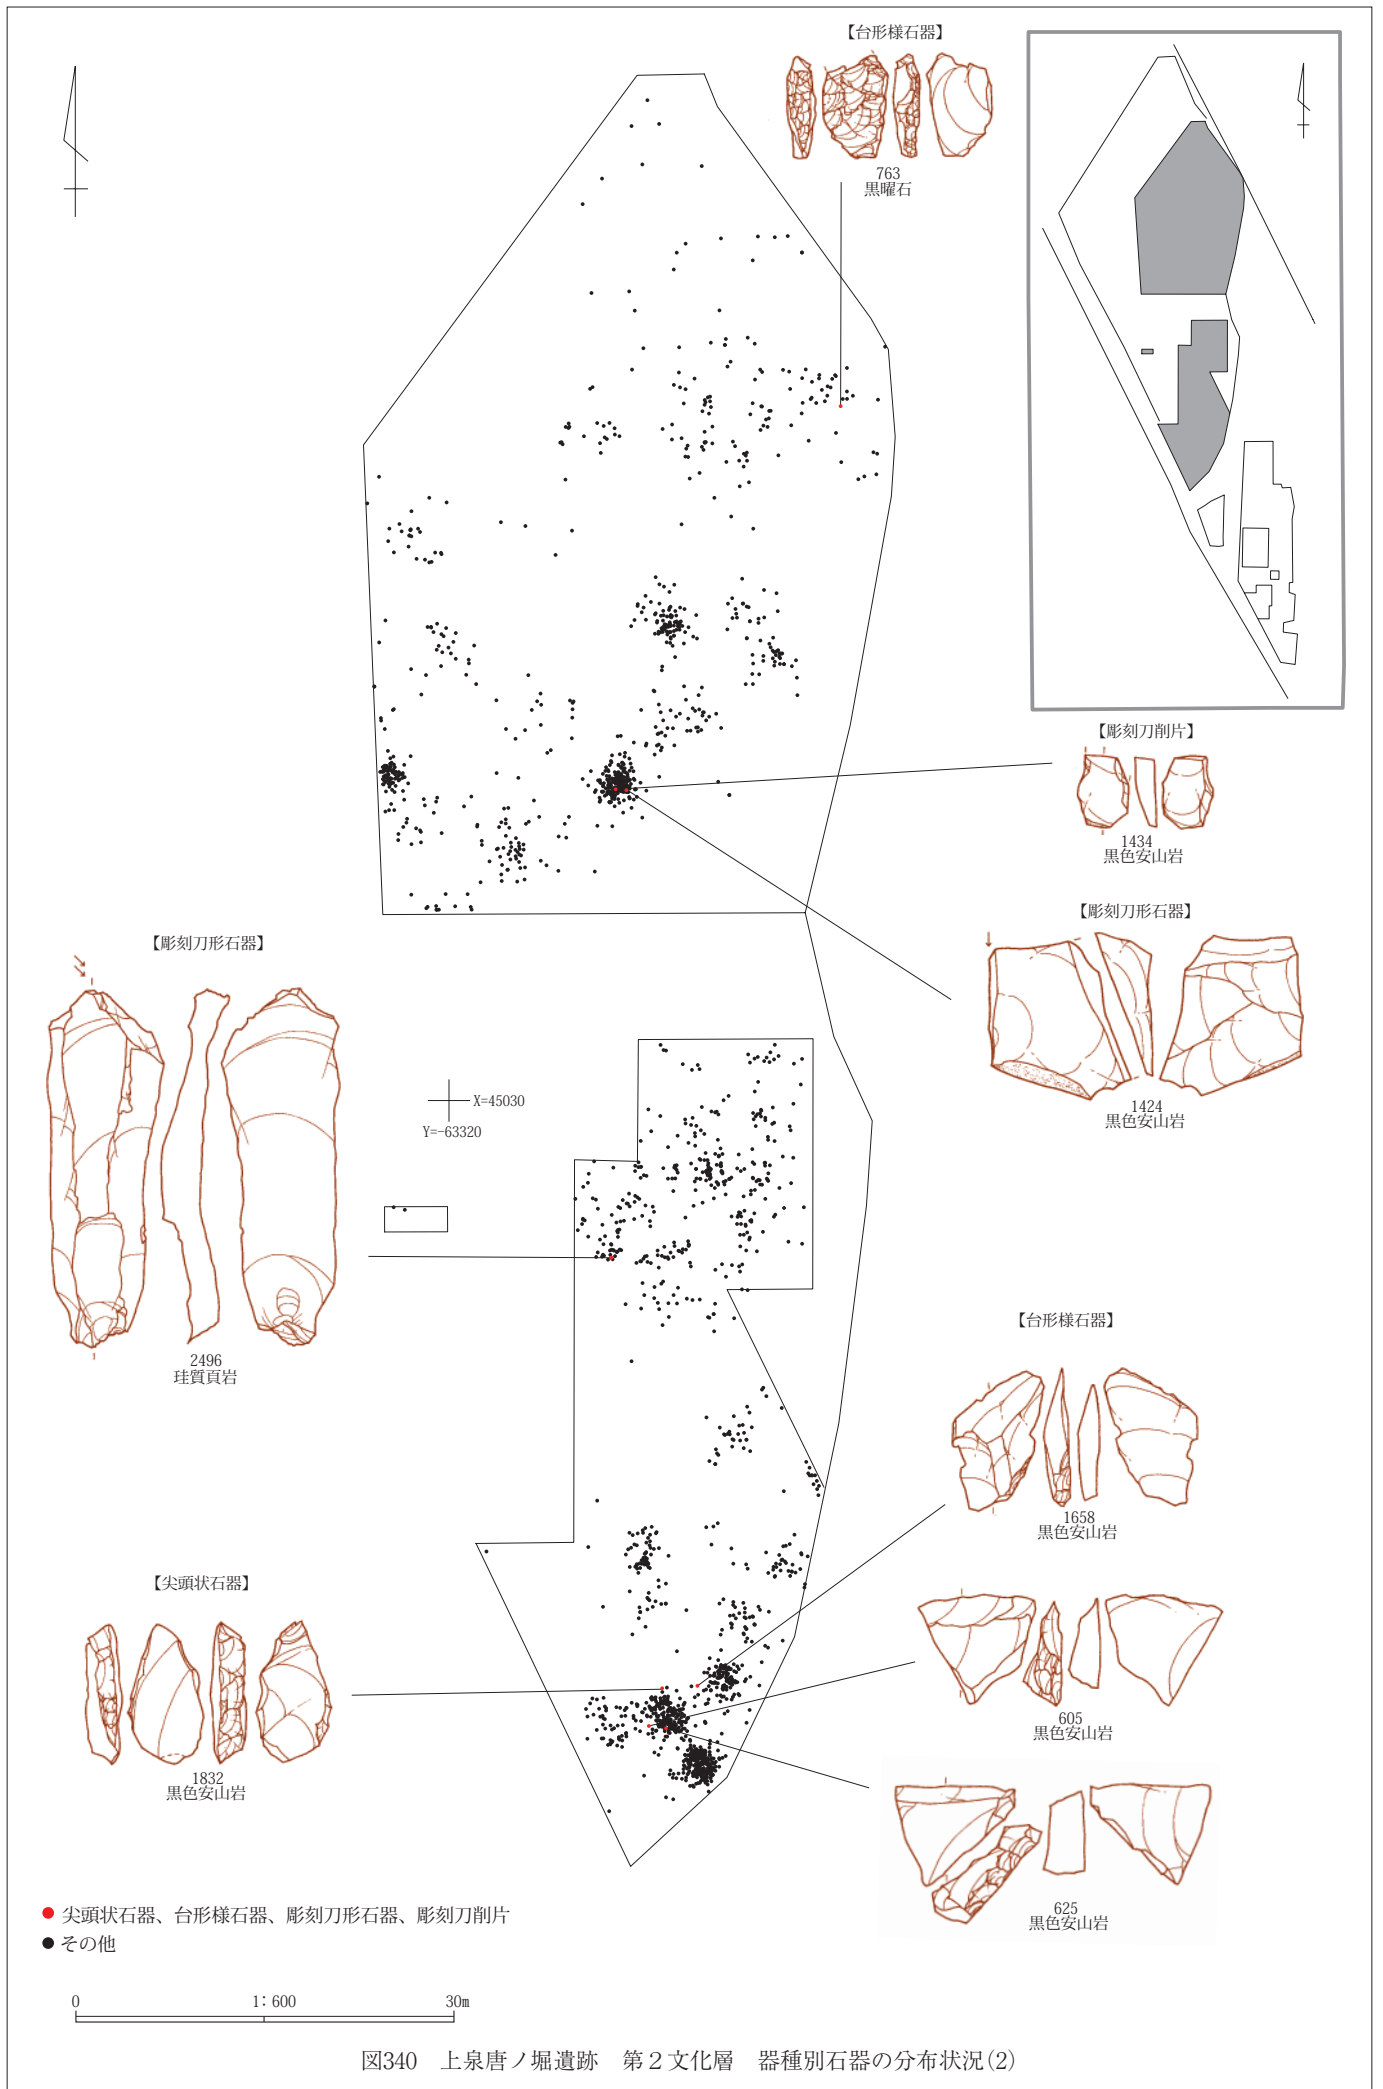 【台形様石器】
763
黒曜石
【彫刻刀削片】
1434
黒色安山岩
【彫刻刀形石器】
1424
黒色安山岩
【彫刻刀形石器】
2496
珪質頁岩
X=45030
Y=-63320
【台形様石器】
1658
黒色安山岩
605
黒色安山岩
625
黒色安山岩
【尖頭状石器】
1832
黒色安山岩
尖頭状石器、台形様石器、彫刻刀形石器、彫刻刀削片
その他
0 1:600 30m
図340 上泉唐ノ堀遺跡 第2文化層 器種別石器の分布状況(2)